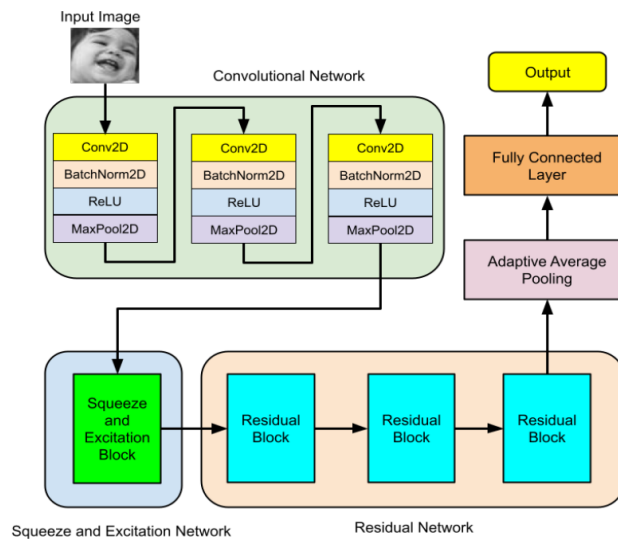 Input Image
Convolutional Network
Conv2D
BatchNorm2D
ReLU
MaxPool2D
Conv2D
BatchNorm2D
ReLU
MaxPool2D
Conv2D
BatchNorm2D
ReLU
MaxPool2D
Output
Fully Connected
Layer
Adaptive Average
Pooling
Squeeze
and
Excitation
Block
Residual
Block
Residual
Block
Residual
Block
Squeeze and Excitation Network
Residual Network